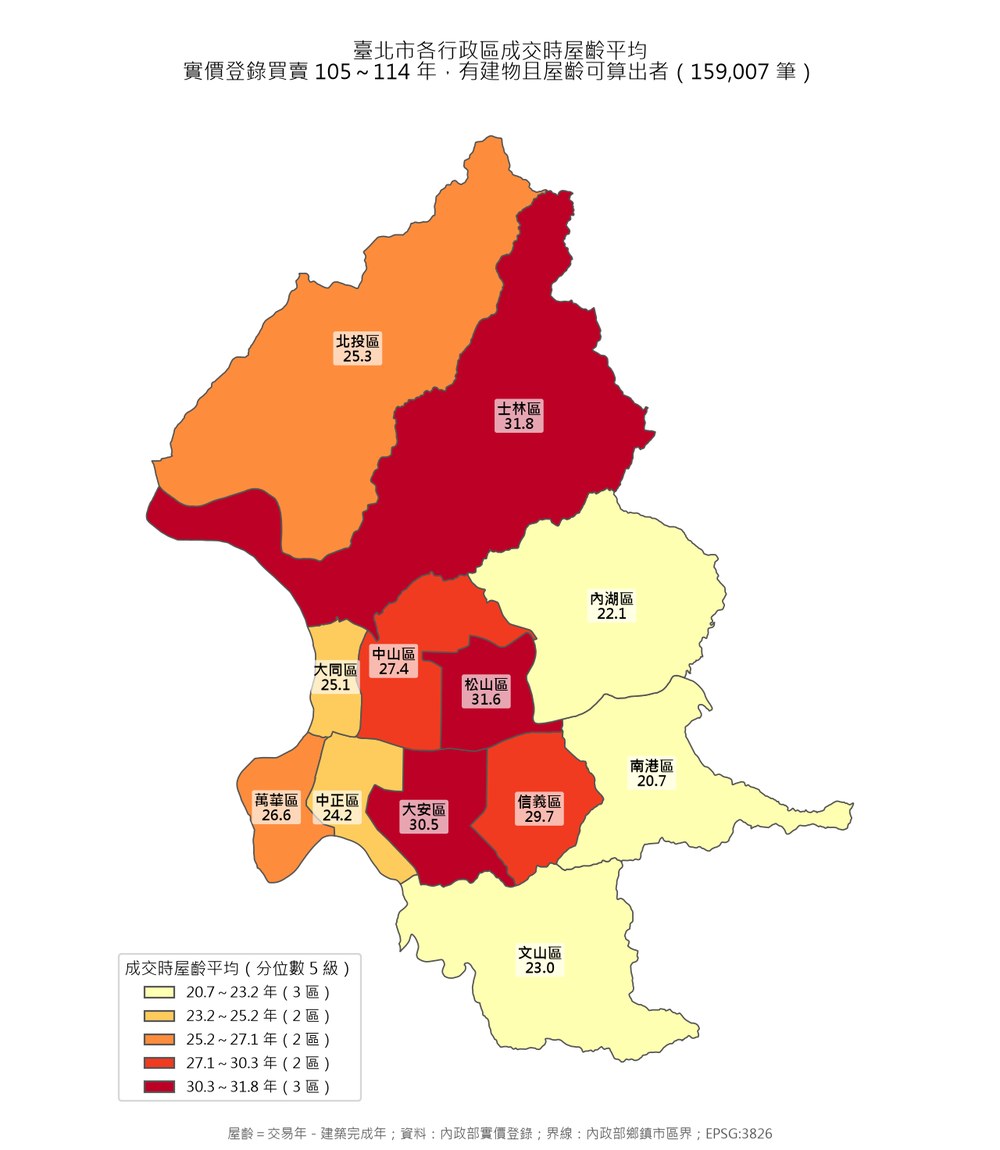 臺北市各行政區成交時屋齡平均
實價登錄買賣 105～114 年，有建物且屋齡可算出者（159,007 筆）
北投區
25.3
士林區
31.8
內湖區
22.1
中山區
27.4
大同區
25.1
松山區
31.6
南港區
20.7
萬華區
26.6
中正區
24.2
大安區
30.5
信義區
29.7
文山區
23.0
成交時屋齡平均（分位數 5 級）
20.7～23.2 年（3 區）
23.2～25.2 年（2 區）
25.2～27.1 年（2 區）
27.1～30.3 年（2 區）
30.3～31.8 年（3 區）
屋齡＝交易年－建築完成年；資料：內政部實價登錄；界線：內政部鄉鎮市區界；EPSG:3826